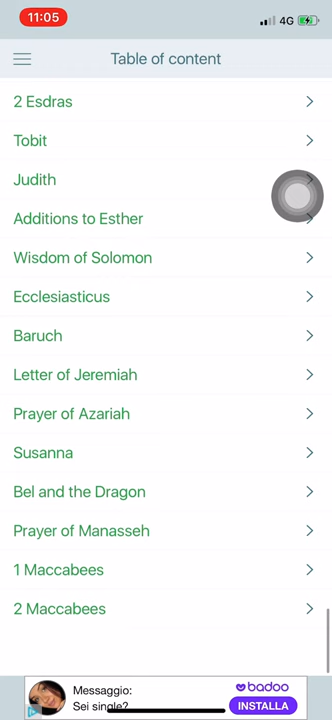 11:05
4G
Table of content
2 Esdras
Tobit
Judith
Additions to Esther
Wisdom of Solomon
Ecclesiasticus
Baruch
Letter of Jeremiah
Prayer of Azariah
Susanna
Bel and the Dragon
Prayer of Manasseh
1 Maccabees
2 Maccabees
Messaggio:
Sei single?
badoo
INSTALLA